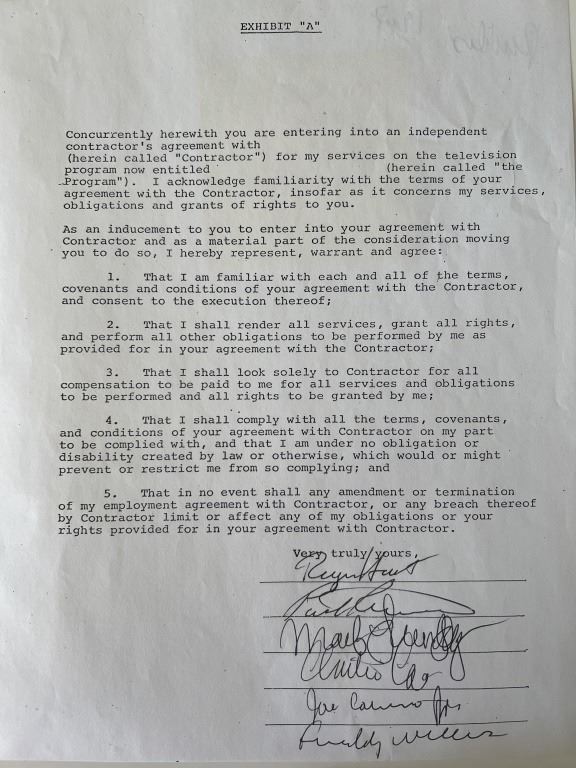 EXHIBIT "A"
Concurrently herewith you are entering into an independent
contractor's agreement with
(herein called "Contractor") for my services on the television
program now entitled (herein called "the
Program"). I acknowledge familiarity with the terms of your
agreement with the Contractor, insofar as it concerns my services,
obligations and grants of rights to you.
As an inducement to you to enter into your agreement with
Contractor and as a material part of the consideration moving
you to do so, I hereby represent, warrant and agree:
1. That I am familiar with each and all of the terms,
covenants and conditions of your agreement with the Contractor,
and consent to the execution thereof;
2. That I shall render all services, grant all rights,
and perform all other obligations to be performed by me as
provided for in your agreement with the Contractor;
3. That I shall look solely to Contractor for all
compensation to be paid to me for all services and obligations
to be performed and all rights to be granted by me;
4. That I shall comply with all the terms, covenants,
and conditions of your agreement with Contractor on my part
to be complied with, and that I am under no obligation or
disability created by law or otherwise, which would or might
prevent or restrict me from so complying; and
5. That in no event shall any amendment or termination
of my employment agreement with Contractor, or any breach thereof
by Contractor limit or affect any of my obligations or your
rights provided for in your agreement with Contractor.
Very truly yours,
Joe